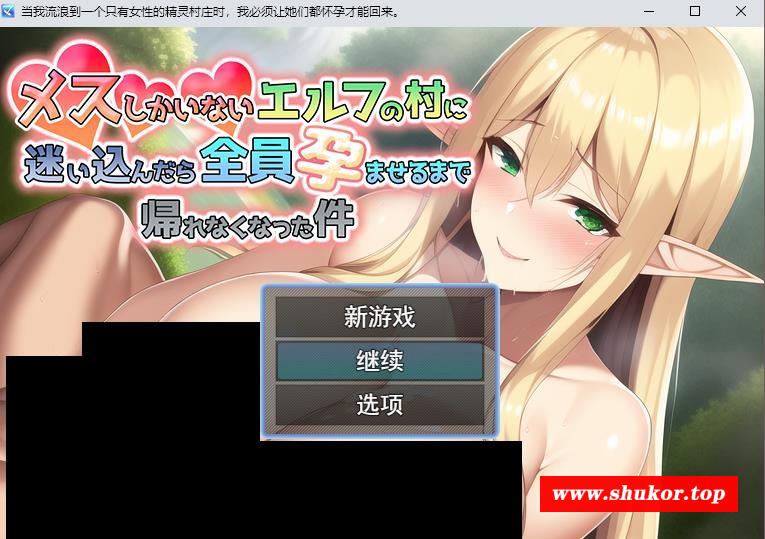 当我流浪到一个只有女性的精灵村庄时，我必须让她们都怀孕才能回来。
メスしかいないエルフの村に
迷い込んだら全員孕ませるまで
帰れなくなった件
新游戏
继续
选项
www.shukor.top